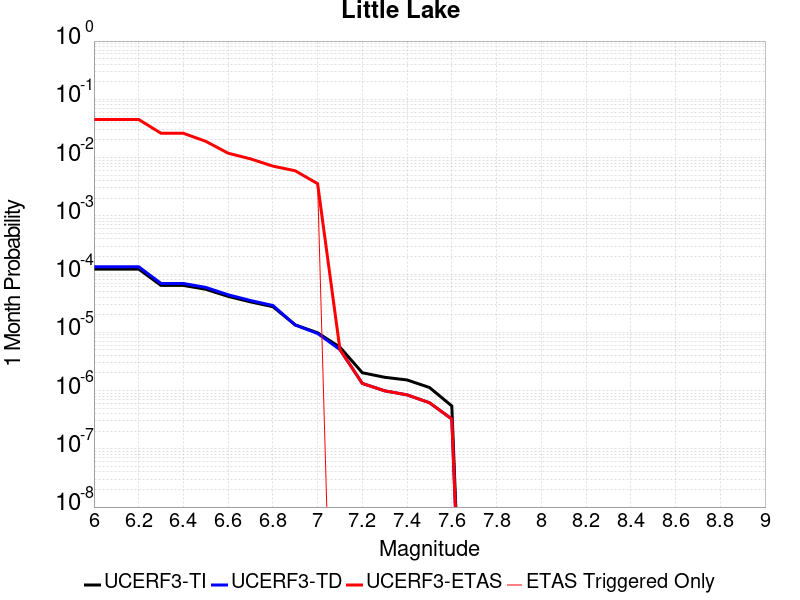 Little Lake
10^0
10^-1
10^-2
10^-3
10^-4
10^-5
10^-6
10^-7
10^-8
1 Month Probability
6 6.2 6.4 6.6 6.8 7 7.2 7.4 7.6 7.8 8 8.2 8.4 8.6 8.8 9
Magnitude
UCERF3-TI UCERF3-TD UCERF3-ETAS ETAS Triggered Only